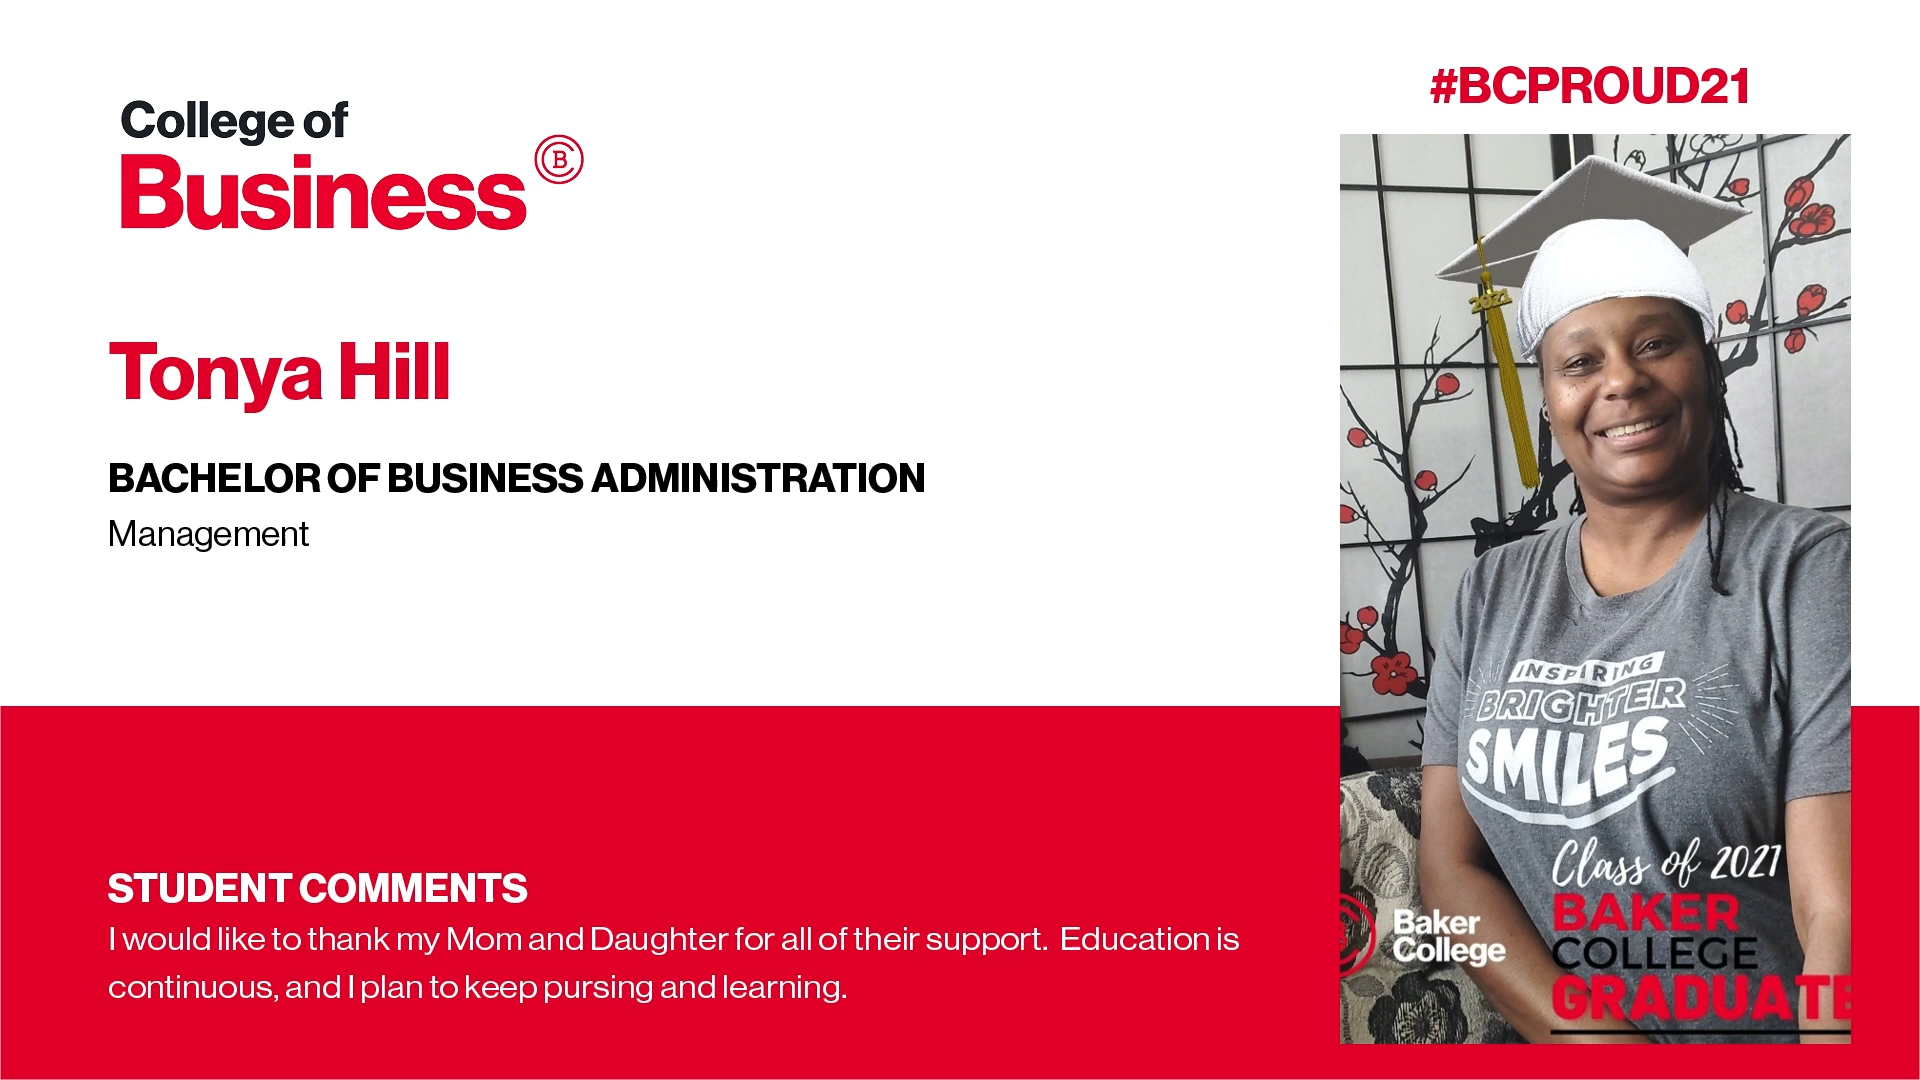 #BCPROUD21
College of
Business
B
Tonya Hill
BACHELOR OF BUSINESS ADMINISTRATION
Management
STUDENT COMMENTS
I would like to thank my Mom and Daughter for all of their support.  Education is
continuous, and I plan to keep pursing and learning.
2021
INSPIRING
BRIGHTER
SMILES
Class of 2021
BAKER
COLLEGE
GRADUATE
Baker
College